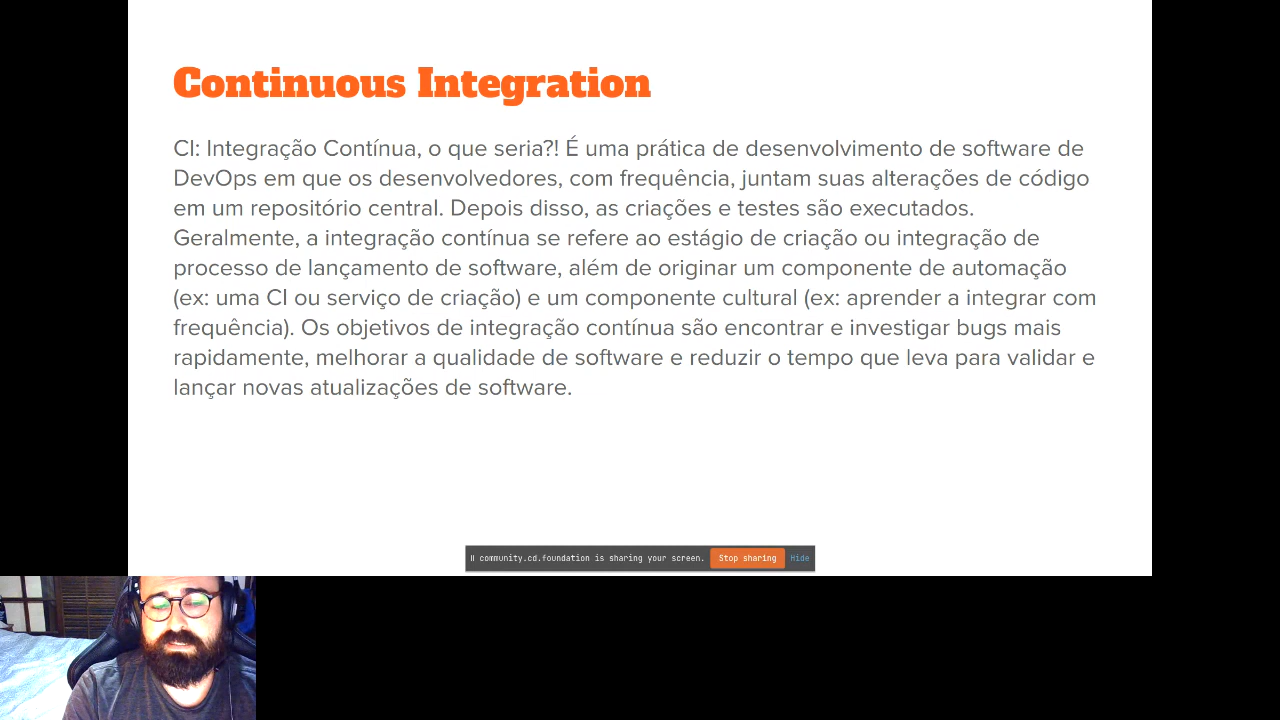 Continuous Integration
CI: Integração Contínua, o que seria?! É uma prática de desenvolvimento de software de
DevOps em que os desenvolvedores, com frequência, juntam suas alterações de código
em um repositório central. Depois disso, as criações e testes são executados.
Geralmente, a integração contínua se refere ao estágio de criação ou integração de
processo de lançamento de software, além de originar um componente de automação
(ex: uma CI ou serviço de criação) e um componente cultural (ex: aprender a integrar com
frequência). Os objetivos de integração contínua são encontrar e investigar bugs mais
rapidamente, melhorar a qualidade de software e reduzir o tempo que leva para validar e
lançar novas atualizações de software.
community.cd.foundation is sharing your screen. Stop sharing Hide